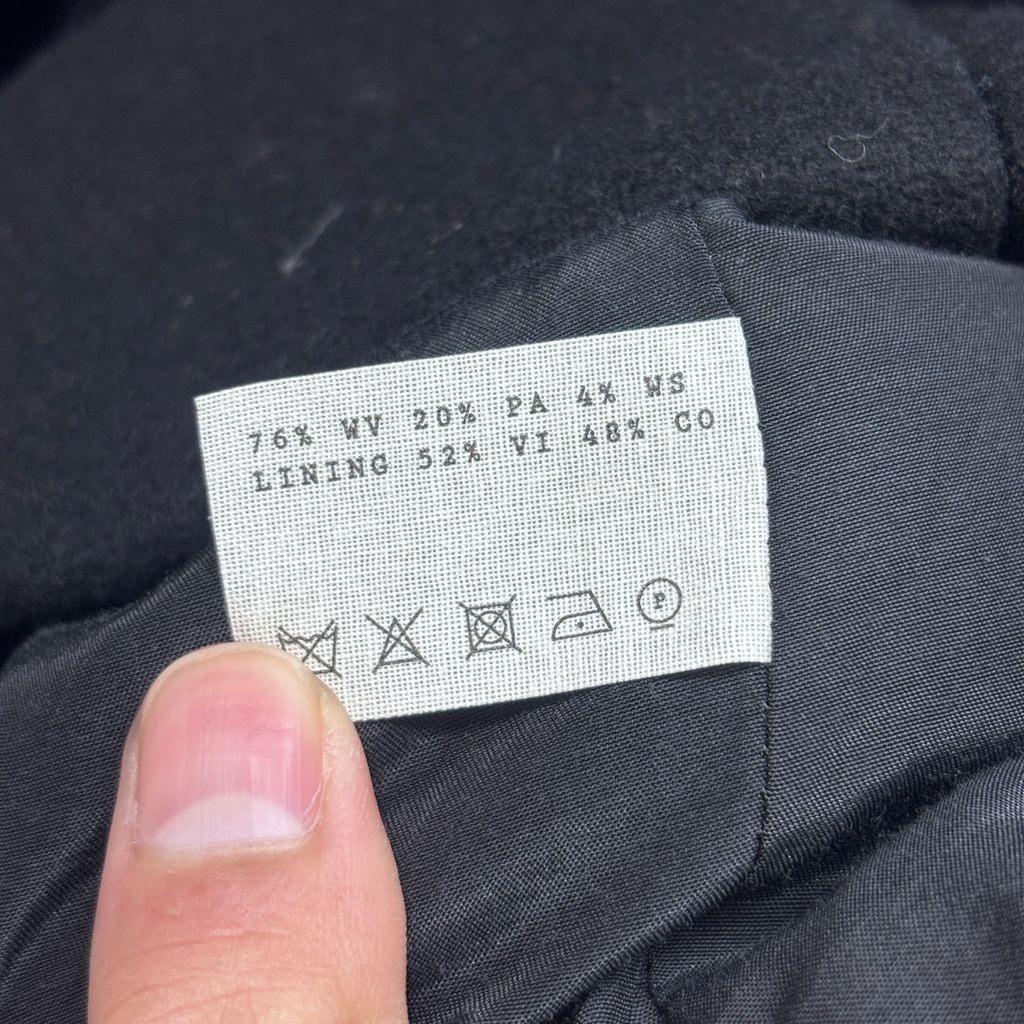 76% WV 20% PA 4% WS
LINING 52% VI 48% CO
P